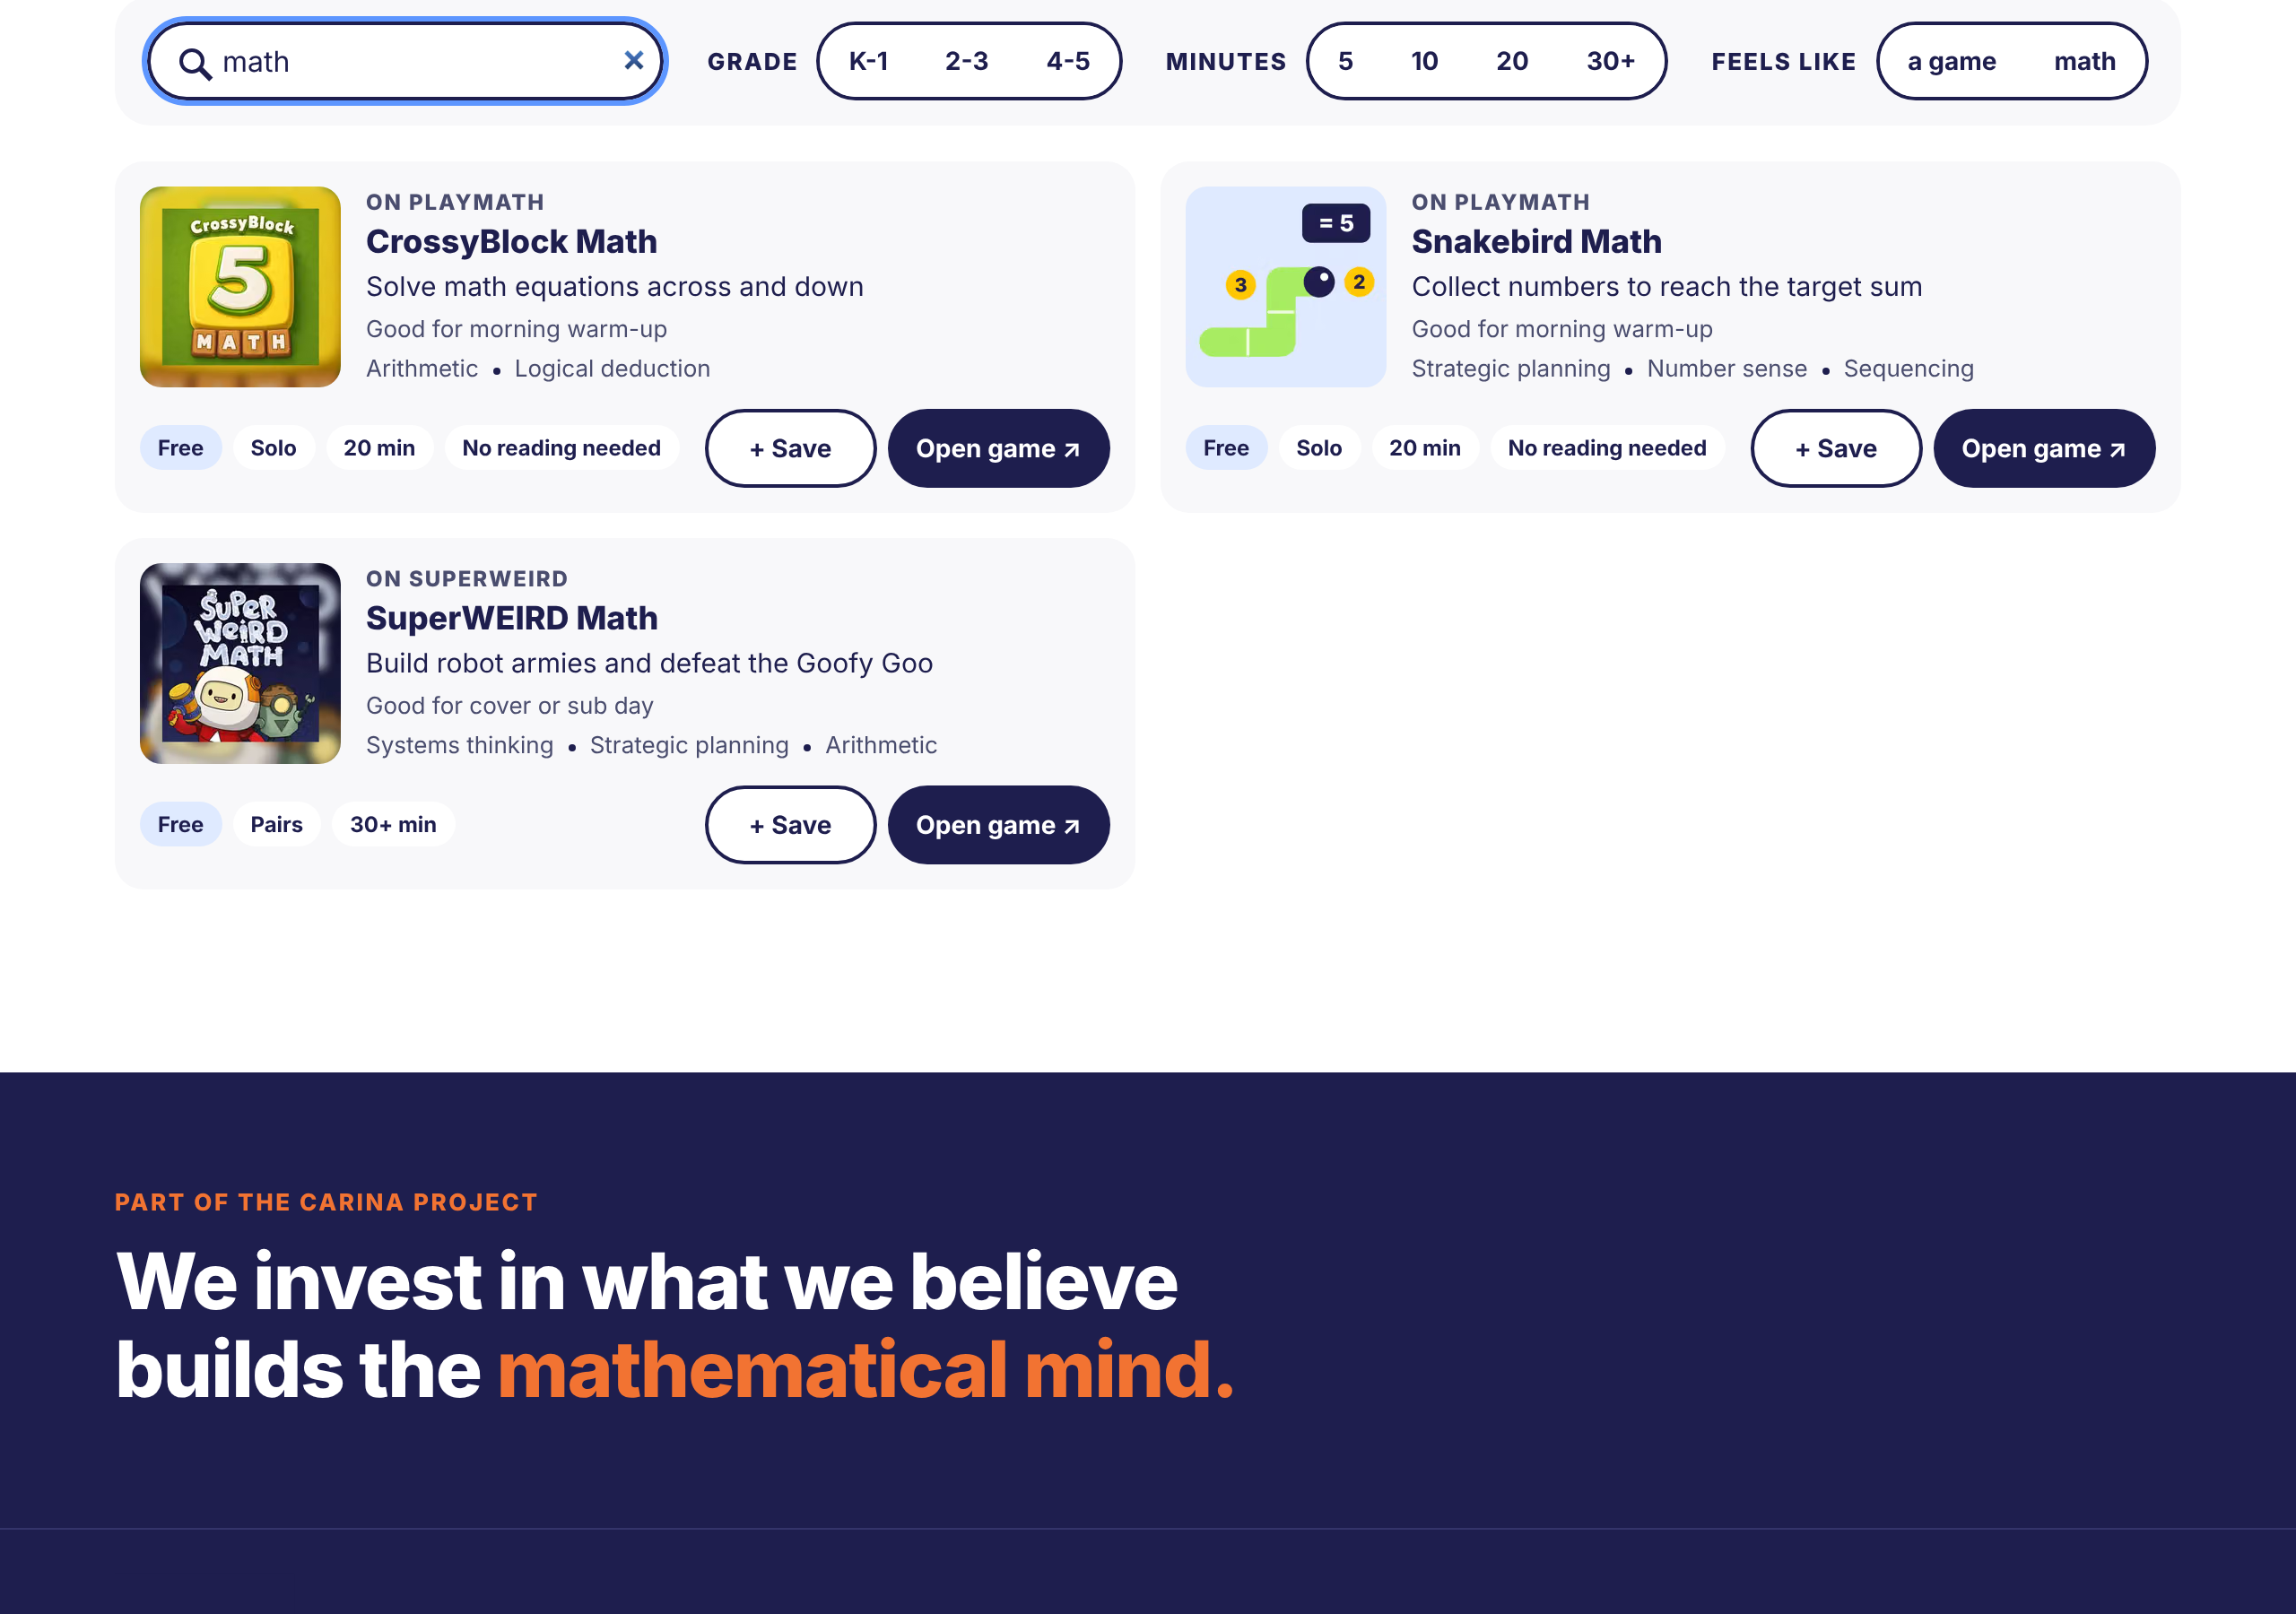 math
GRADE K-1 2-3 4-5 MINUTES 5 10 20 30+ FEELS LIKE a game math
CrossyBlock
5
MATH
ON PLAYMATH
CrossyBlock Math
Solve math equations across and down
Good for morning warm-up
Arithmetic • Logical deduction
Free Solo 20 min No reading needed + Save Open game ↗
= 5
3 2
ON PLAYMATH
Snakebird Math
Collect numbers to reach the target sum
Good for morning warm-up
Strategic planning • Number sense • Sequencing
Free Solo 20 min No reading needed + Save Open game ↗
SUPER
WEiRD
MATH
ON SUPERWEIRD
SuperWEIRD Math
Build robot armies and defeat the Goofy Goo
Good for cover or sub day
Systems thinking • Strategic planning • Arithmetic
Free Pairs 30+ min + Save Open game ↗
PART OF THE CARINA PROJECT
We invest in what we believe
builds the mathematical mind.